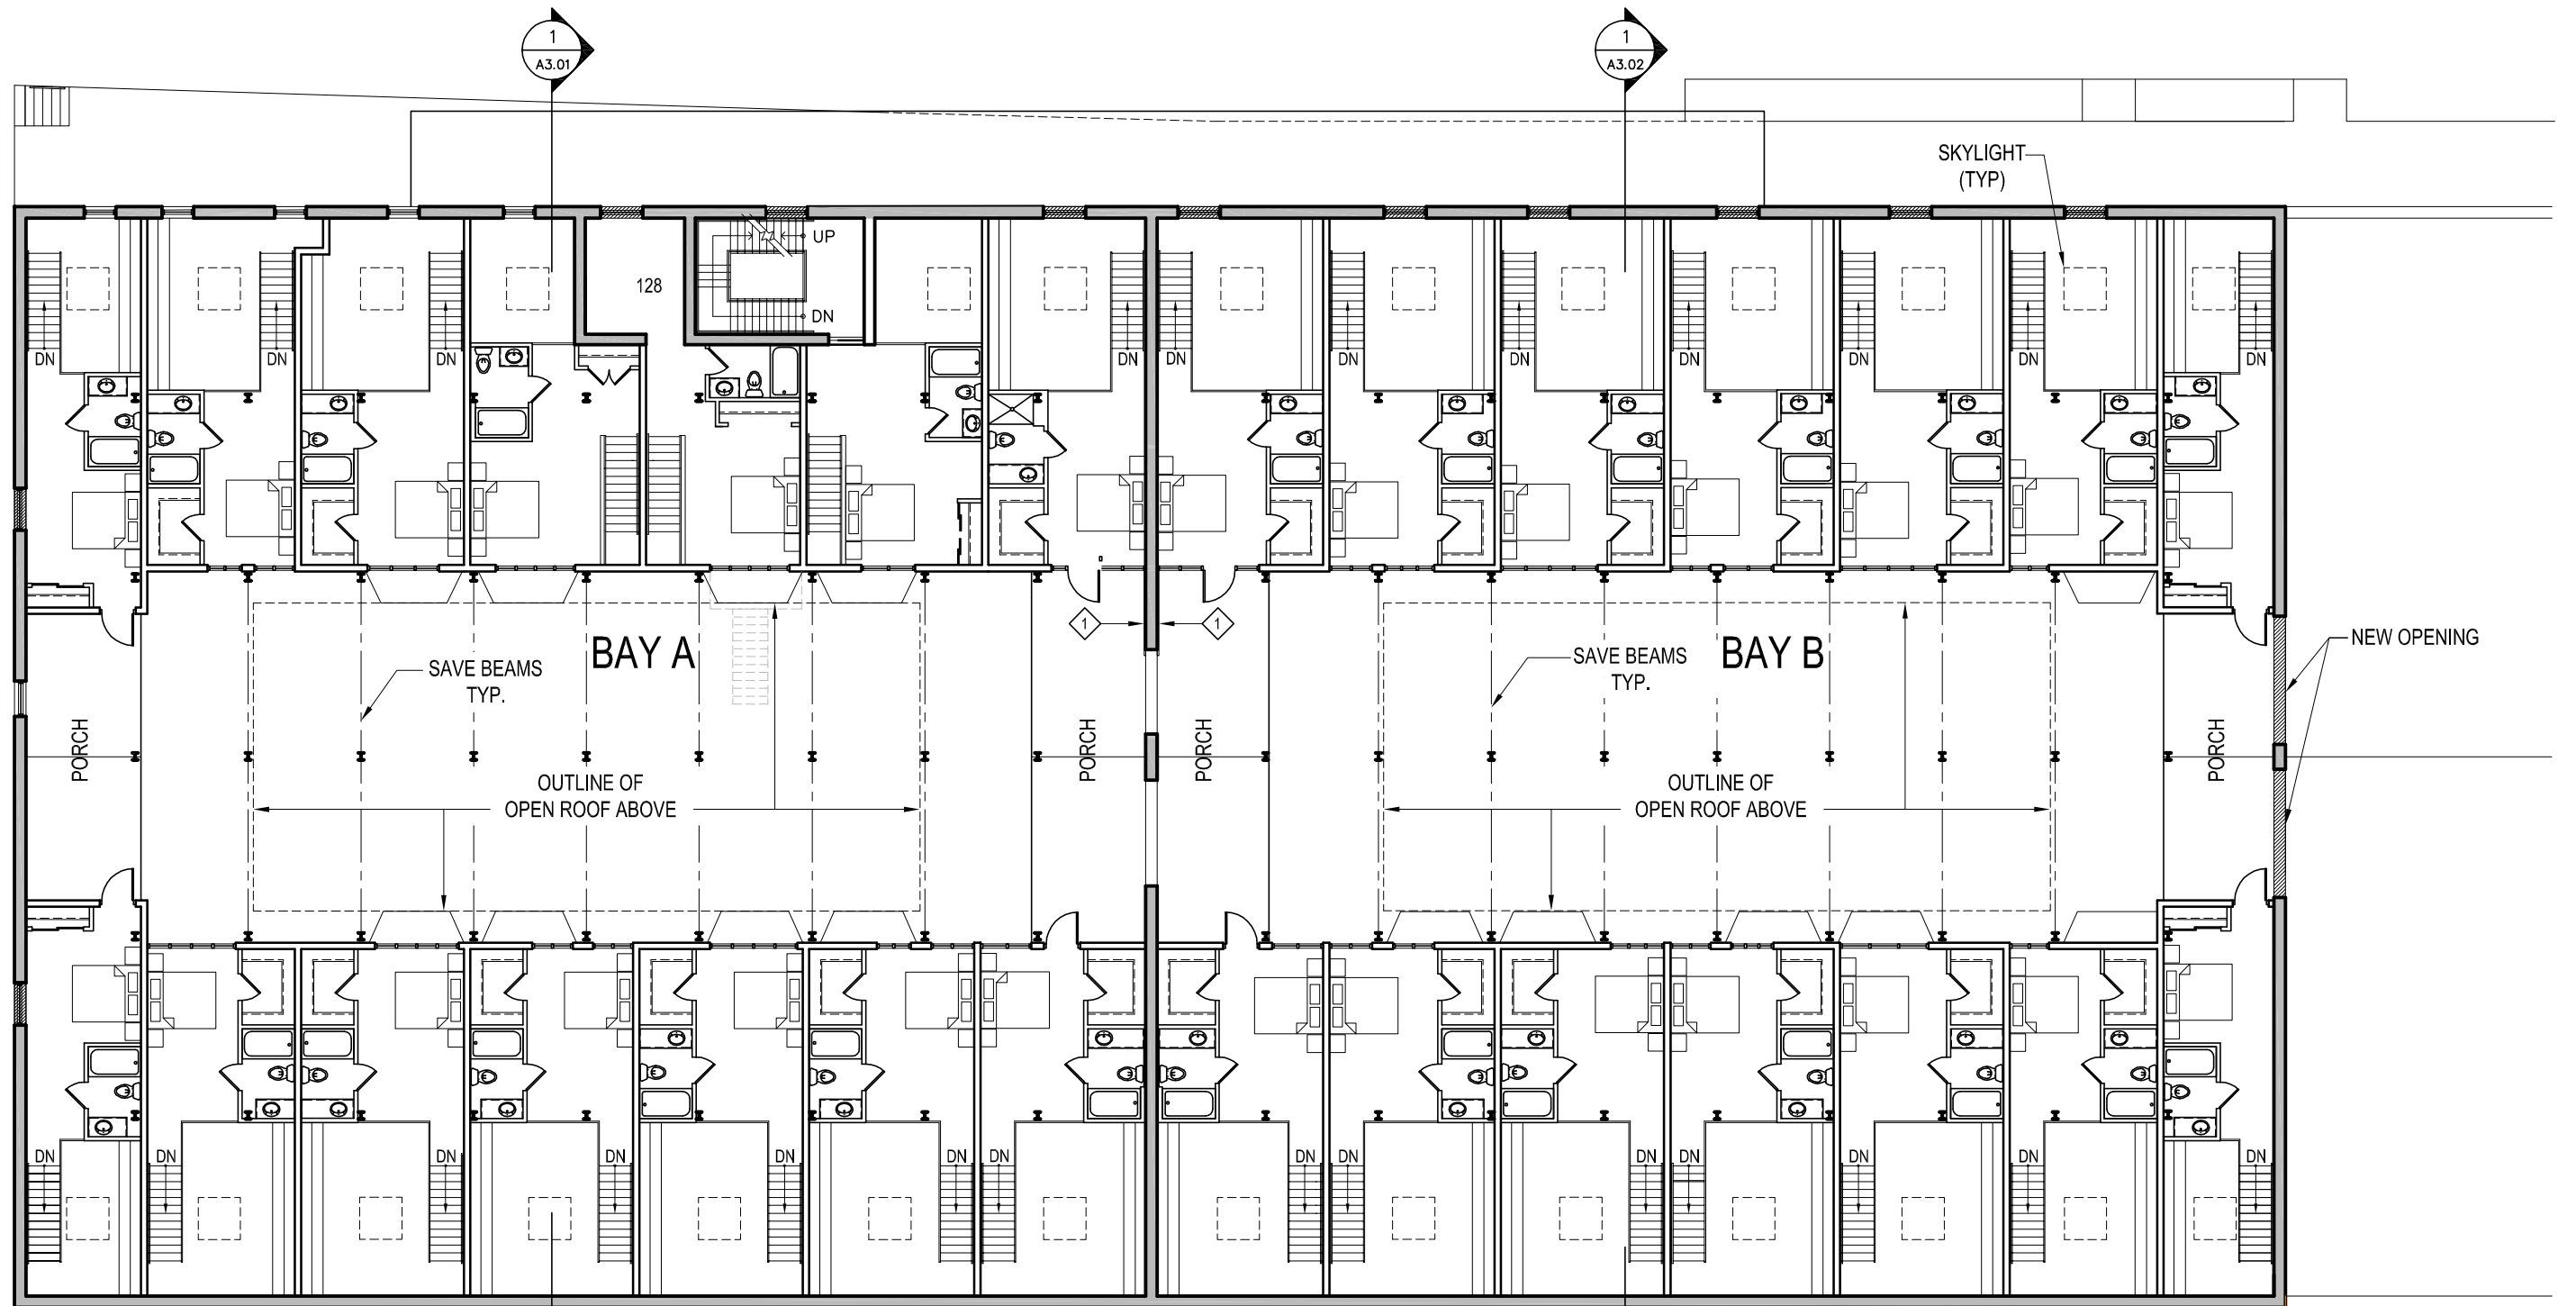 1
A3.01
1
A3.02
SKYLIGHT
(TYP)
UP
128
DN
DN
DN
DN
DN
DN
DN
DN
DN
DN
DN
DN
1
1
BAY A
BAY B
NEW OPENING
SAVE BEAMS
TYP.
SAVE BEAMS
TYP.
PORCH
PORCH
PORCH
PORCH
OUTLINE OF
OPEN ROOF ABOVE
OUTLINE OF
OPEN ROOF ABOVE
DN
DN
DN
DN
DN
DN
DN
DN
DN
DN
DN
DN
DN
DN